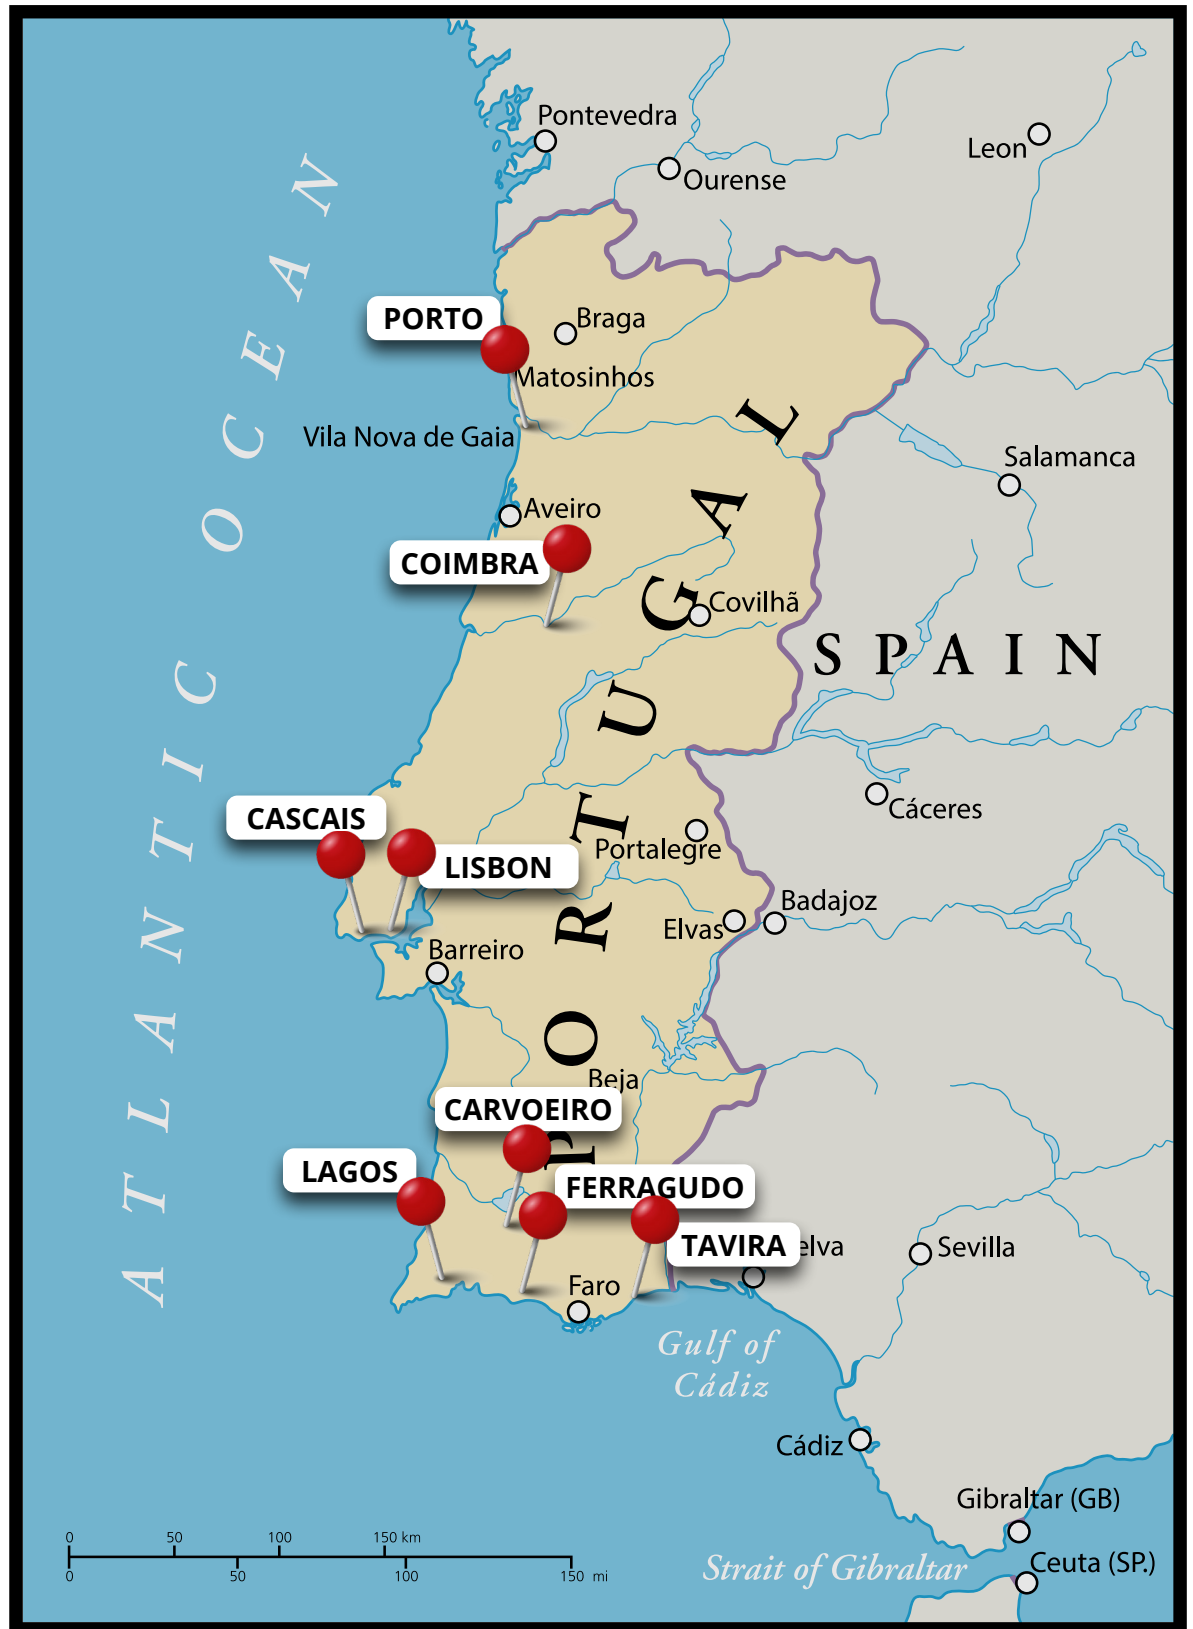 Pontevedra
Leon
Ourense
ATLANTIC OCEAN
PORTO
Braga
Matosinhos
Vila Nova de Gaia
Salamanca
Aveiro
COIMBRA
Covilhã
SPAIN
PORTUGAL
Cáceres
CASCAIS
LISBON
Portalegre
Badajoz
Elvas
Barreiro
Beja
CARVOEIRO
LAGOS
FERRAGUDO
TAVIRA
elva
Sevilla
Faro
Gulf of
Cádiz
Cádiz
Gibraltar (GB)
Strait of Gibraltar
Ceuta (SP.)
0 50 100 150 km
0 50 100 150 mi